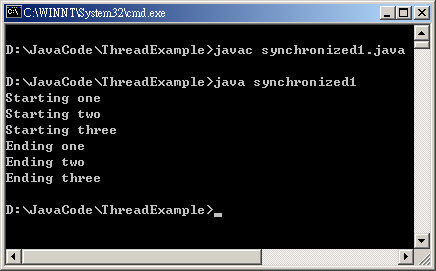 C:\WINNT\System32\cmd.exe
D:\JavaCode\ThreadExample>javac synchronized1.java
D:\JavaCode\ThreadExample>java synchronized1
Starting one
Starting two
Starting three
Ending one
Ending two
Ending three
D:\JavaCode\ThreadExample>_